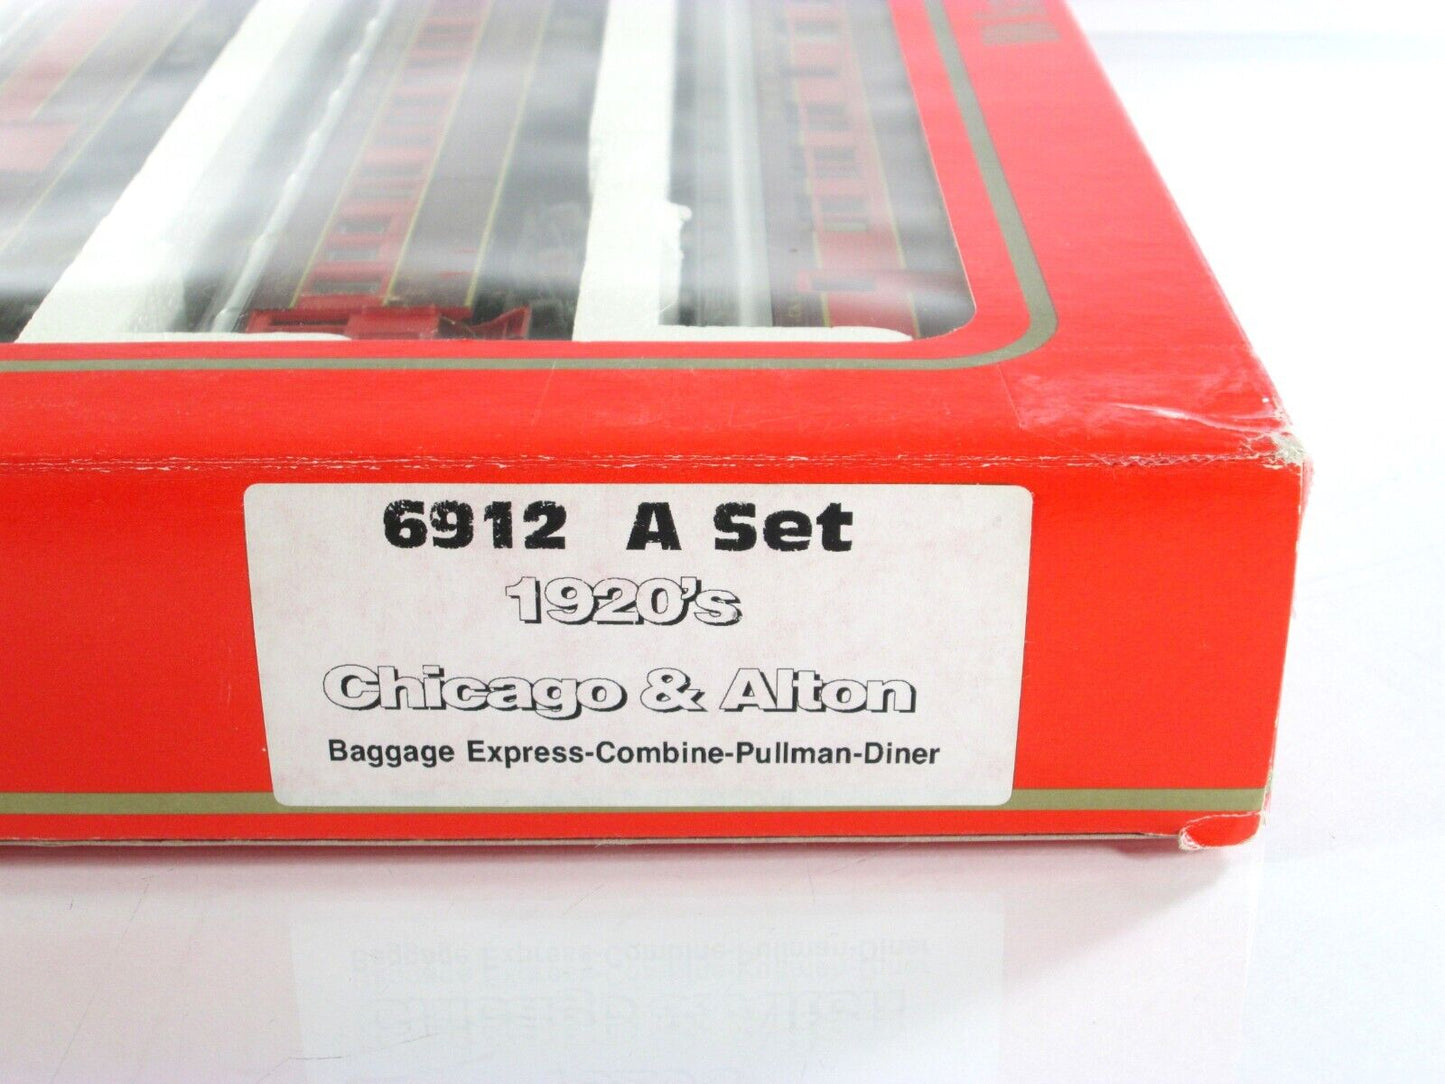 6912 A Set
1920's
Chicago & Alton
Baggage Express-Combine-Pullman-Diner